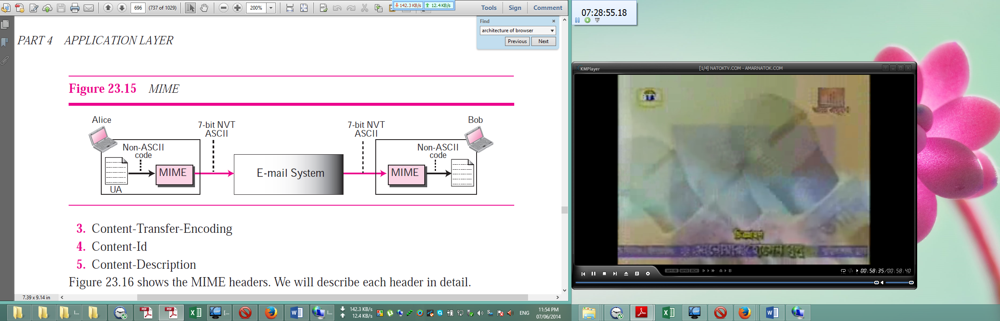 696
(737 of 1029)
200%
142.3 KB/s
12.4 KB/s
Tools
Sign
Comment
Find
architecture of browser
Previous
Next
PART 4 APPLICATION LAYER
Figure 23.15 MIME
Alice
7-bit NVT
ASCII
7-bit NVT
ASCII
Bob
Non-ASCII
code
Non-ASCII
code
MIME
E-mail System
MIME
UA
3. Content-Transfer-Encoding
4. Content-Id
5. Content-Description
Figure 23.16 shows the MIME headers. We will describe each header in detail.
7.39 x 9.14 in
I...
[...
I...
142.3 KB/s
12.4 KB/s
ENG
11:54 PM
07/06/2014
07:28:55.18
KMPlayer
[1/4] NATOKTV.COM - AMARNATOK.COM
WMV8 WMA 2CH
A B
00:58:35/00:58:40